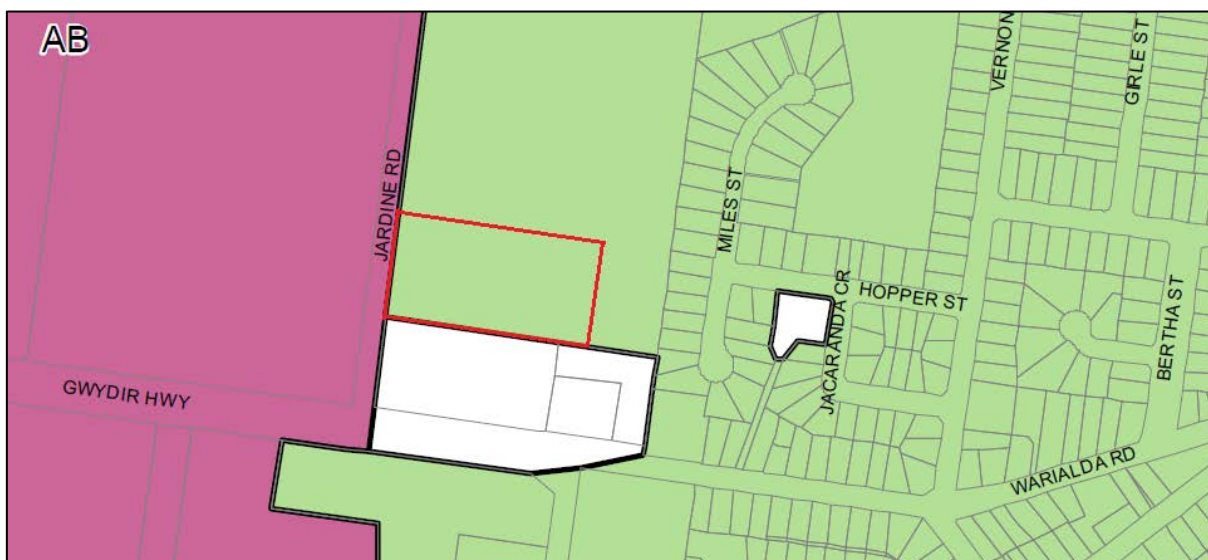 AB
VERNON
GIRLE ST
JARDINE RD
MILES ST
HOPPER ST
JACARANDA CR
BERTHA ST
GWYDIR HWY
WARIALDA RD